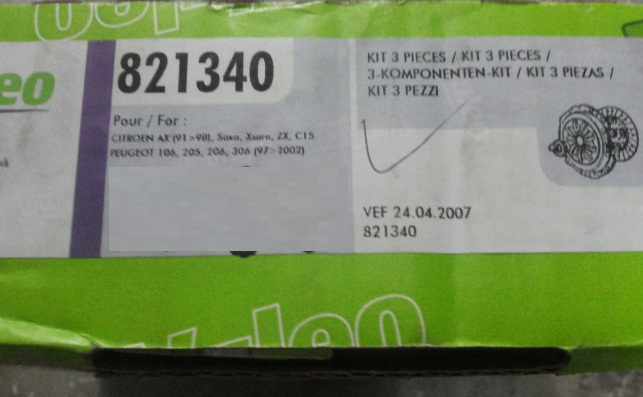 eo
821340
Pour / For :
CITROEN AX (91>98), Saxo, Xsara, ZX, C15
PEUGEOT 106, 205, 206, 306 (97>2002)
KIT 3 PIECES / KIT 3 PIECES /
3-KOMPONENTEN-KIT / KIT 3 PIEZAS /
KIT 3 PEZZI
VEF 24.04.2007
821340